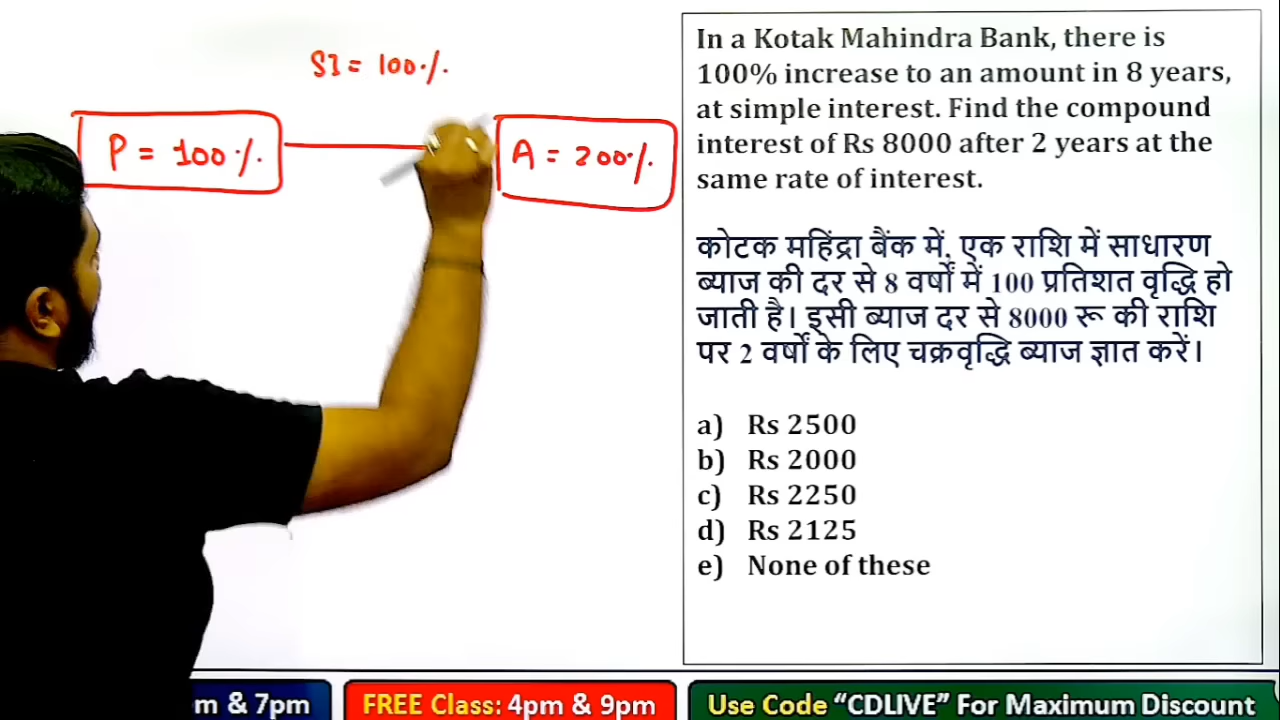 SI = 100%
P = 100%
A = 200%
In a Kotak Mahindra Bank, there is
100% increase to an amount in 8 years,
at simple interest. Find the compound
interest of Rs 8000 after 2 years at the
same rate of interest.
कोटक महिंद्रा बैंक में, एक राशि में साधारण
ब्याज की दर से 8 वर्षों में 100 प्रतिशत वृद्धि हो
जाती है। इसी ब्याज दर से 8000 रू की राशि
पर 2 वर्षों के लिए चक्रवृद्धि ब्याज ज्ञात करें।
a) Rs 2500
b) Rs 2000
c) Rs 2250
d) Rs 2125
e) None of these
m & 7pm
FREE Class: 4pm & 9pm
Use Code “CDLIVE” For Maximum Discount